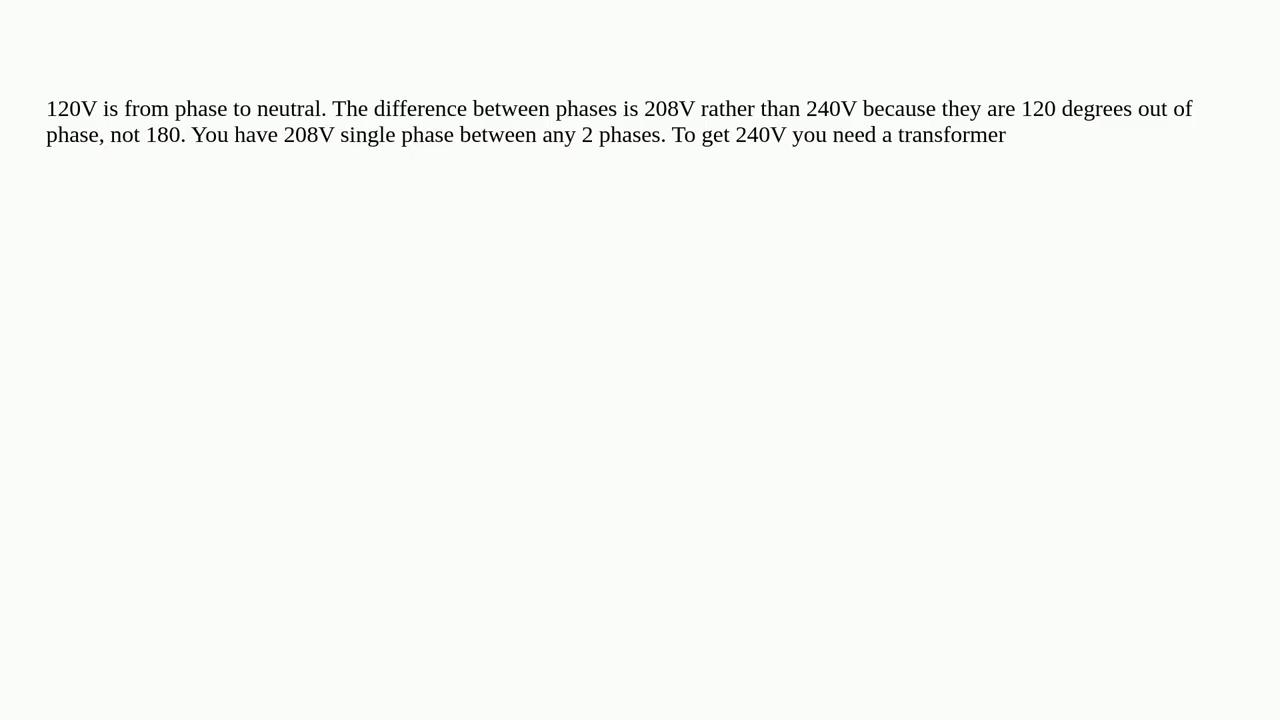 120V is from phase to neutral. The difference between phases is 208V rather than 240V because they are 120 degrees out of
phase, not 180. You have 208V single phase between any 2 phases. To get 240V you need a transformer